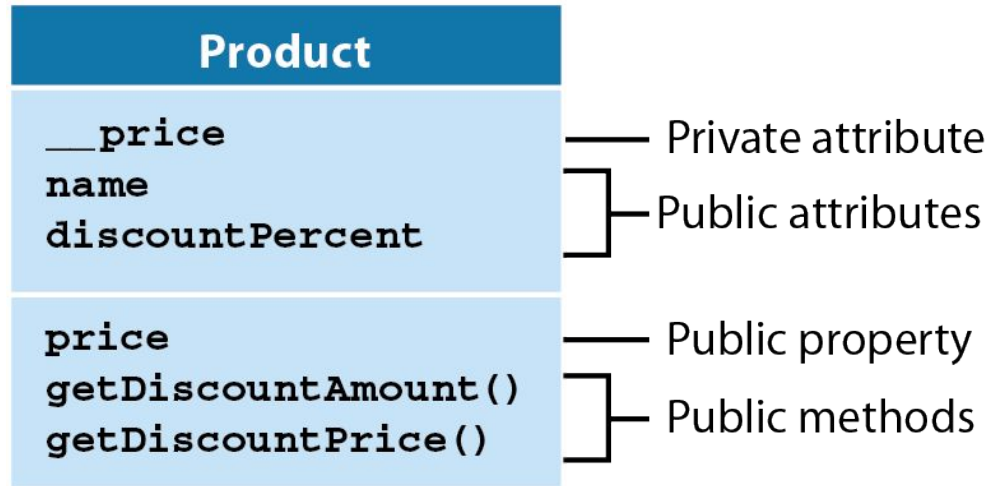 Product
__price
Private attribute
name
Public attributes
discountPercent
price
Public property
getDiscountAmount()
Public methods
getDiscountPrice()